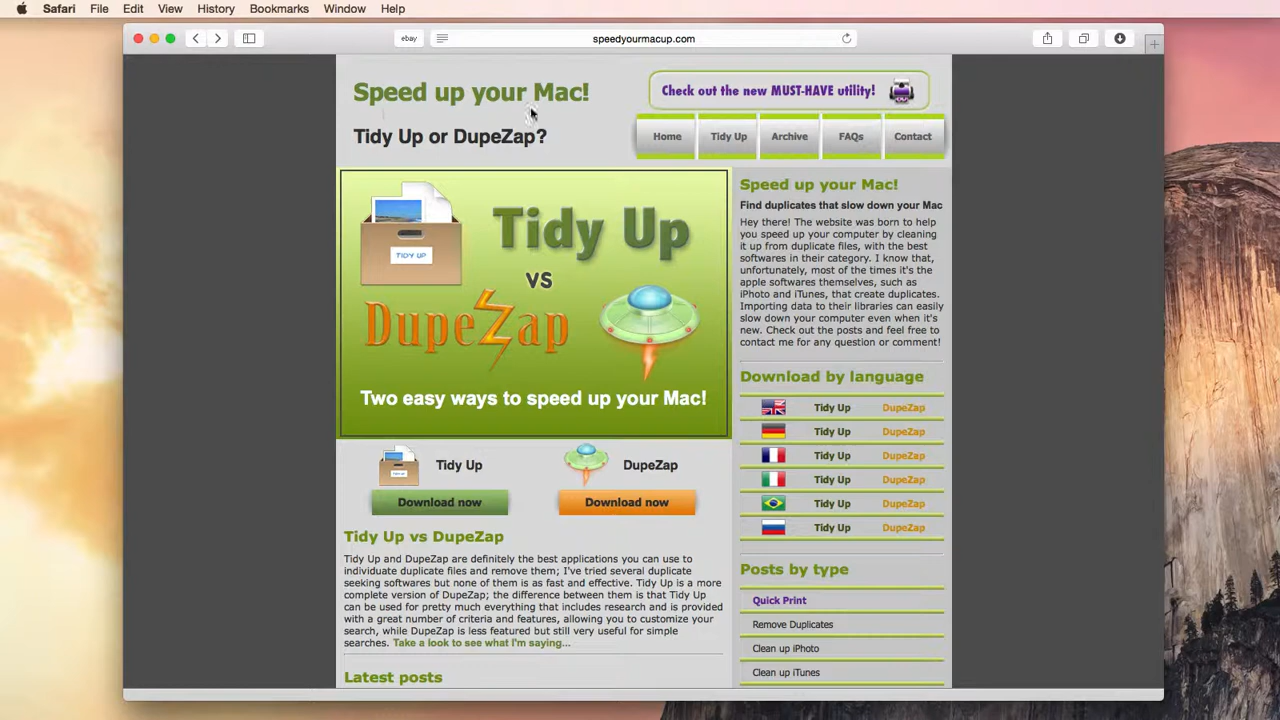 Safari File Edit View History Bookmarks Window Help
ebay
speedyourmacup.com
Speed up your Mac!
Tidy Up or DupeZap?
Check out the new MUST-HAVE utility!
Home Tidy Up Archive FAQs Contact
TIDY UP
Tidy Up
vs
DupeZap
Two easy ways to speed up your Mac!
Tidy Up
Download now
DupeZap
Download now
Tidy Up vs DupeZap
Tidy Up and DupeZap are definitely the best applications you can use to
individuate duplicate files and remove them; I've tried several duplicate
seeking softwares but none of them is as fast and effective. Tidy Up is a more
complete version of DupeZap; the difference between them is that Tidy Up
can be used for pretty much everything that includes research and is provided
with a great number of criteria and features, allowing you to customize your
search, while DupeZap is less featured but still very useful for simple
searches. Take a look to see what I'm saying...
Latest posts
Speed up your Mac!
Find duplicates that slow down your Mac
Hey there! The website was born to help
you speed up your computer by cleaning
it up from duplicate files, with the best
softwares in their category. I know that,
unfortunately, most of the times it's the
apple softwares themselves, such as
iPhoto and iTunes, that create duplicates.
Importing data to their libraries can easily
slow down your computer even when it's
new. Check out the posts and feel free to
contact me for any question or comment!
Download by language
Tidy Up DupeZap
Tidy Up DupeZap
Tidy Up DupeZap
Tidy Up DupeZap
Tidy Up DupeZap
Tidy Up DupeZap
Posts by type
Quick Print
Remove Duplicates
Clean up iPhoto
Clean up iTunes